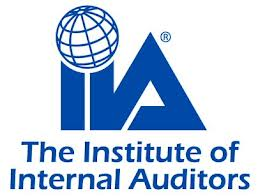 IIA®
The Institute of
Internal Auditors